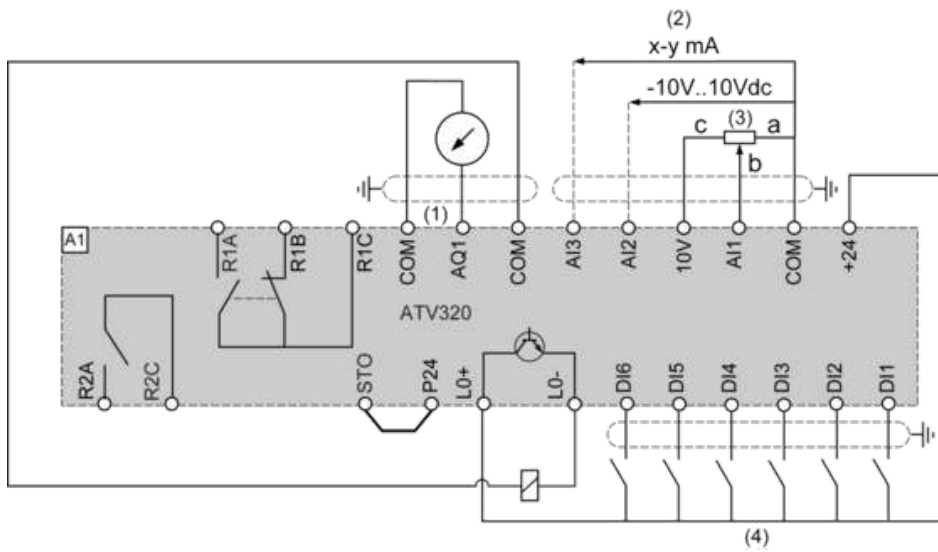 (2)
x-y mA
-10V..10Vdc
(3)
c
a
b
(1)
A1
R1A
R1B
R1C
COM
AQ1
COM
AI3
AI2
10V
AI1
COM
+24
ATV320
R2A
R2C
STO
P24
L0+
L0-
DI6
DI5
DI4
DI3
DI2
DI1
(4)